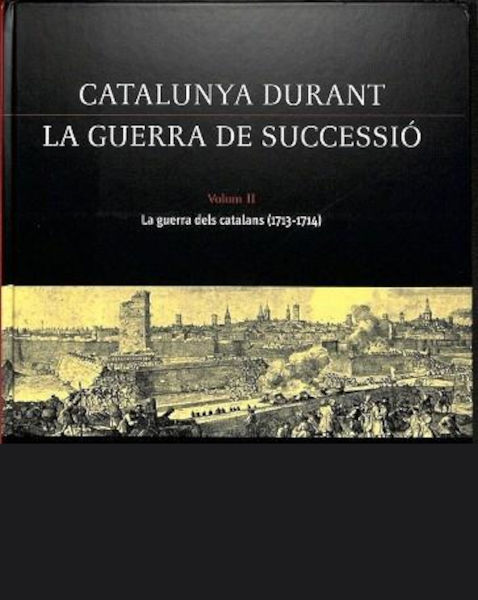 CATALUNYA DURANT
LA GUERRA DE SUCCESSIÓ
Volum II
La guerra dels catalans (1713-1714)